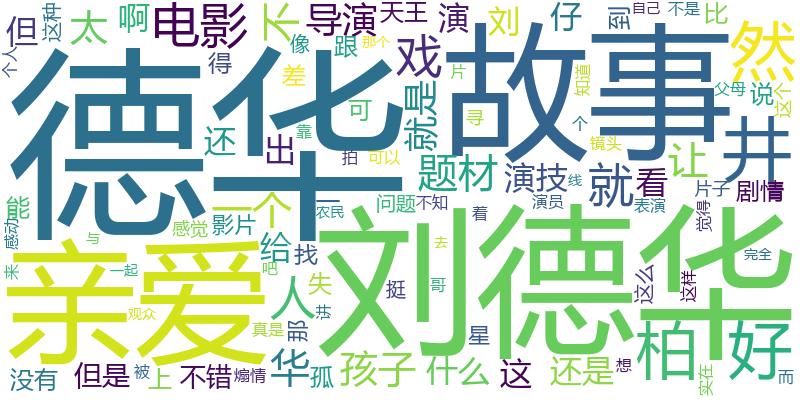 但
这种
太
啊
电影
不
导演
天王
演
刘
仔
到
自己
不是
比
个人
像
跟
那个
戏
片
知道
然
得
差
可
就是
寻
个
父母
说
这个
德华
故事
还
出
靠
拍
可以
题材
演技
镜头
就
让
看
井
片子
剧情
能
一个
一
农民
问题
不知
着
线
演员
表演
觉得
感动
感觉
影片
给
找
与
来
一起
吧
亲爱
人
那
失
讲
挺
去
哥
刘德华
这么
这样
完全
观众
真是
星
柏
好
没有
但是
被
上
不错
煽情
华
孤
孩子
什么
这
还是
想
实在
而